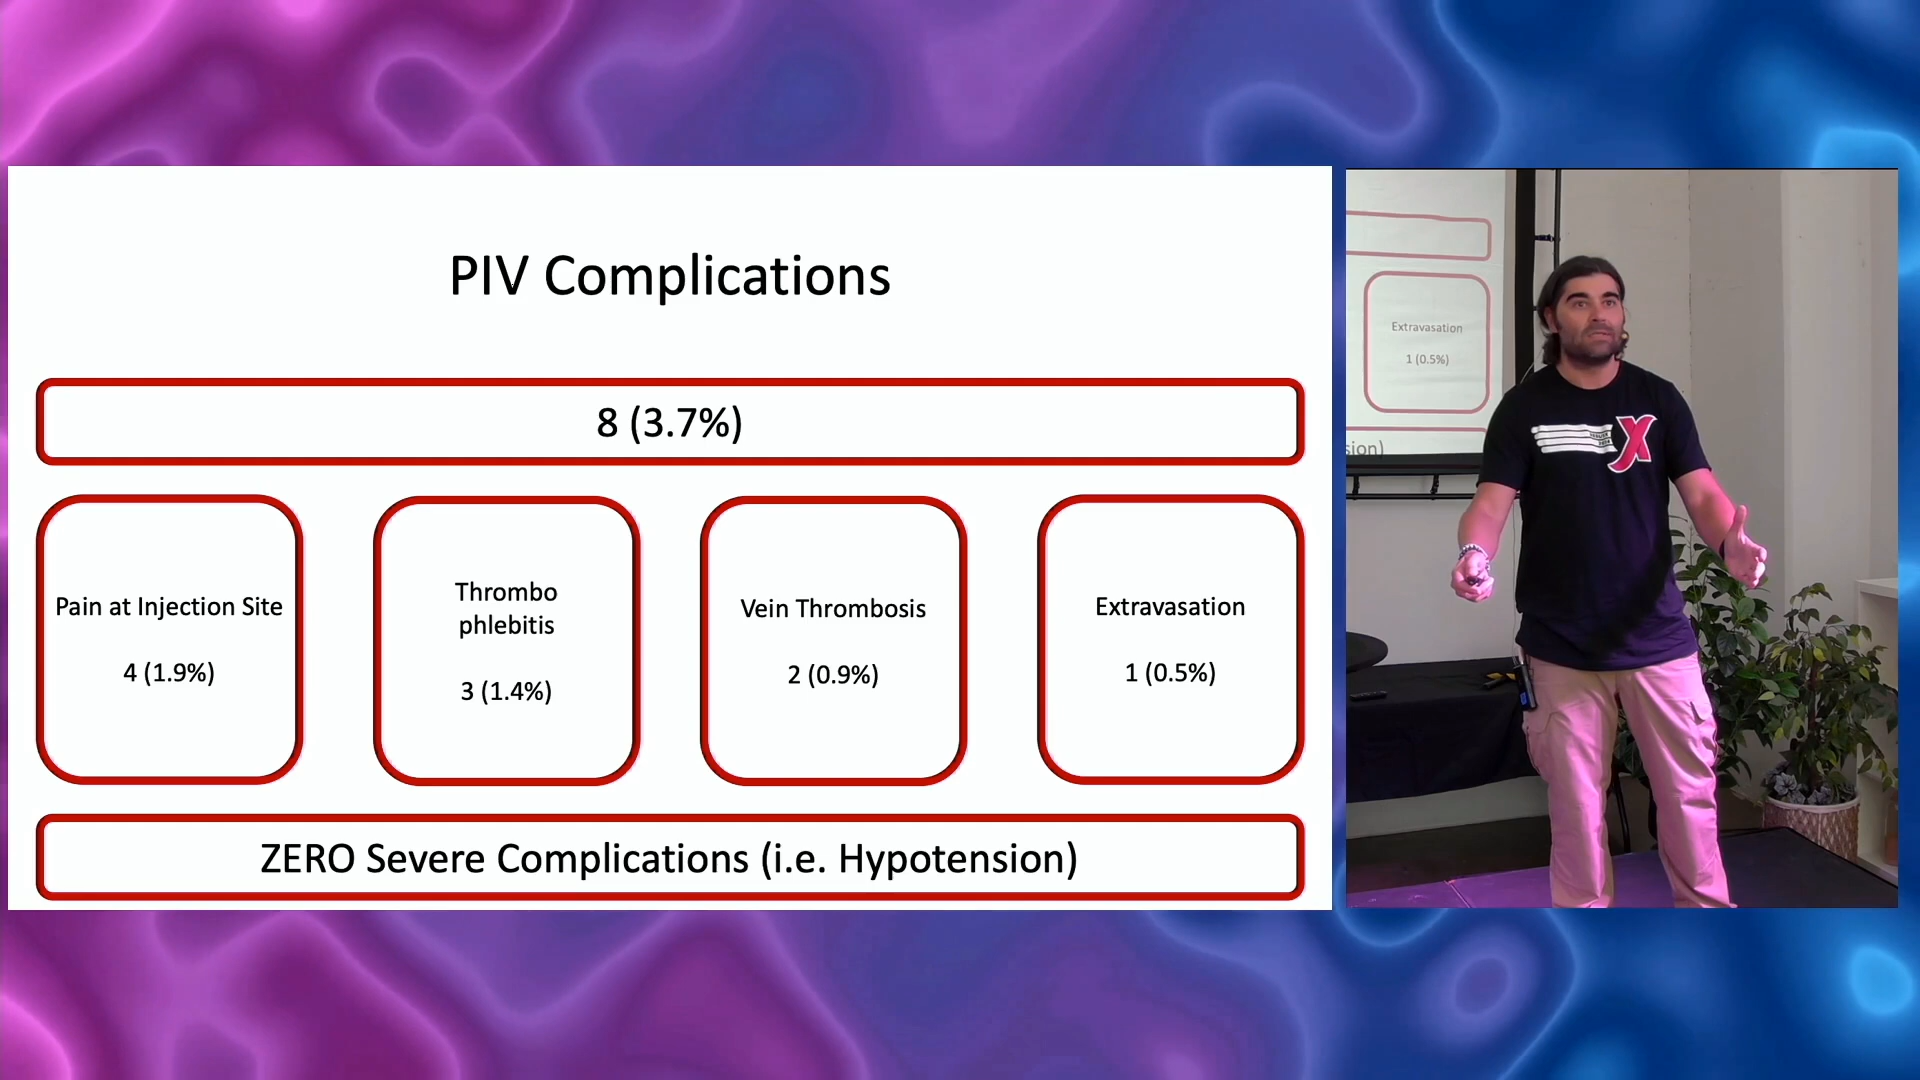 PIV Complications
8 (3.7%)
Pain at Injection Site
4 (1.9%)
Thrombo
phlebitis
3 (1.4%)
Vein Thrombosis
2 (0.9%)
Extravasation
1 (0.5%)
ZERO Severe Complications (i.e. Hypotension)
Extravasation
1 (0.5%)
sion)
X